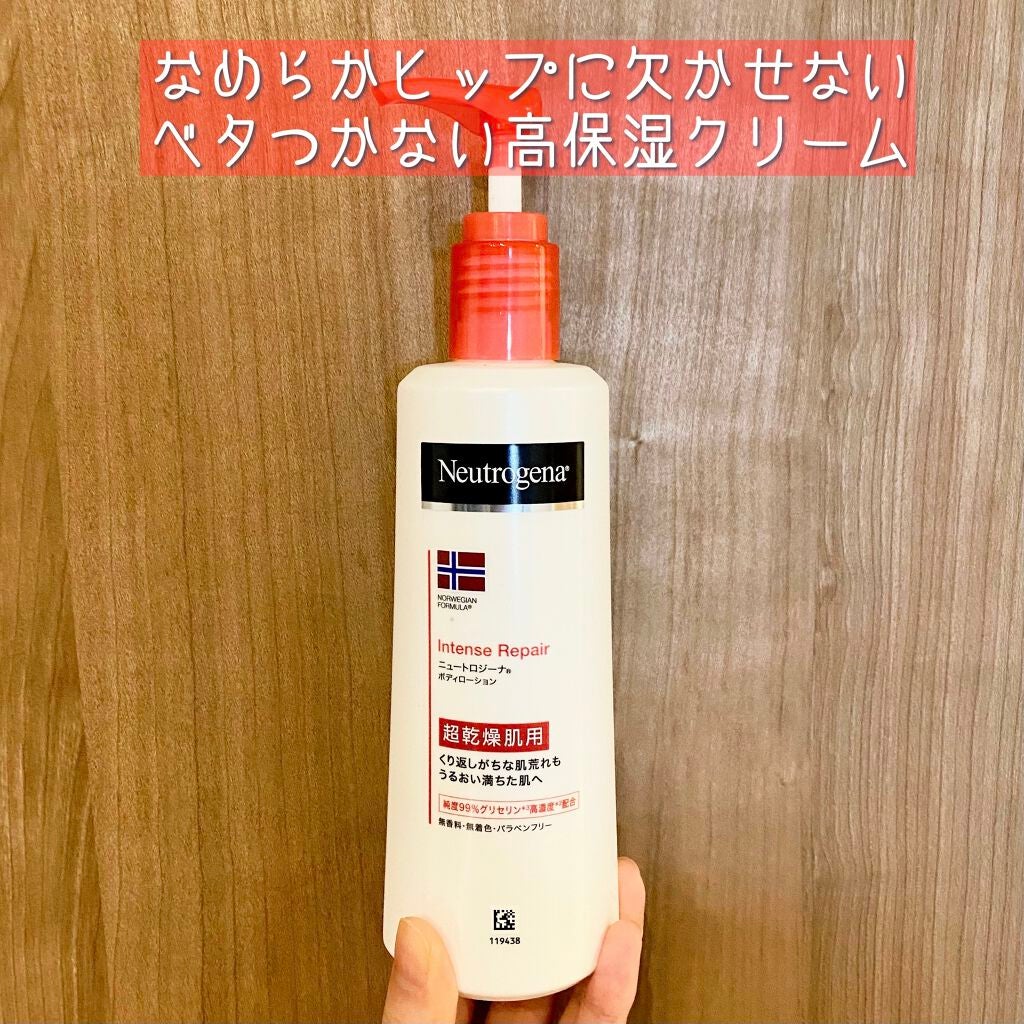 なめらかヒップに欠かせない
ベタつかない高保湿クリーム
Neutrogena®
NORWEGIAN
FORMULA®
Intense Repair
ニュートロジーナ®
ボディローション
超乾燥肌用
くり返しがちな肌荒れも
うるおい満ちた肌へ
純度99%グリセリン*¹高濃度*²配合
無香料・無着色・パラベンフリー
119438